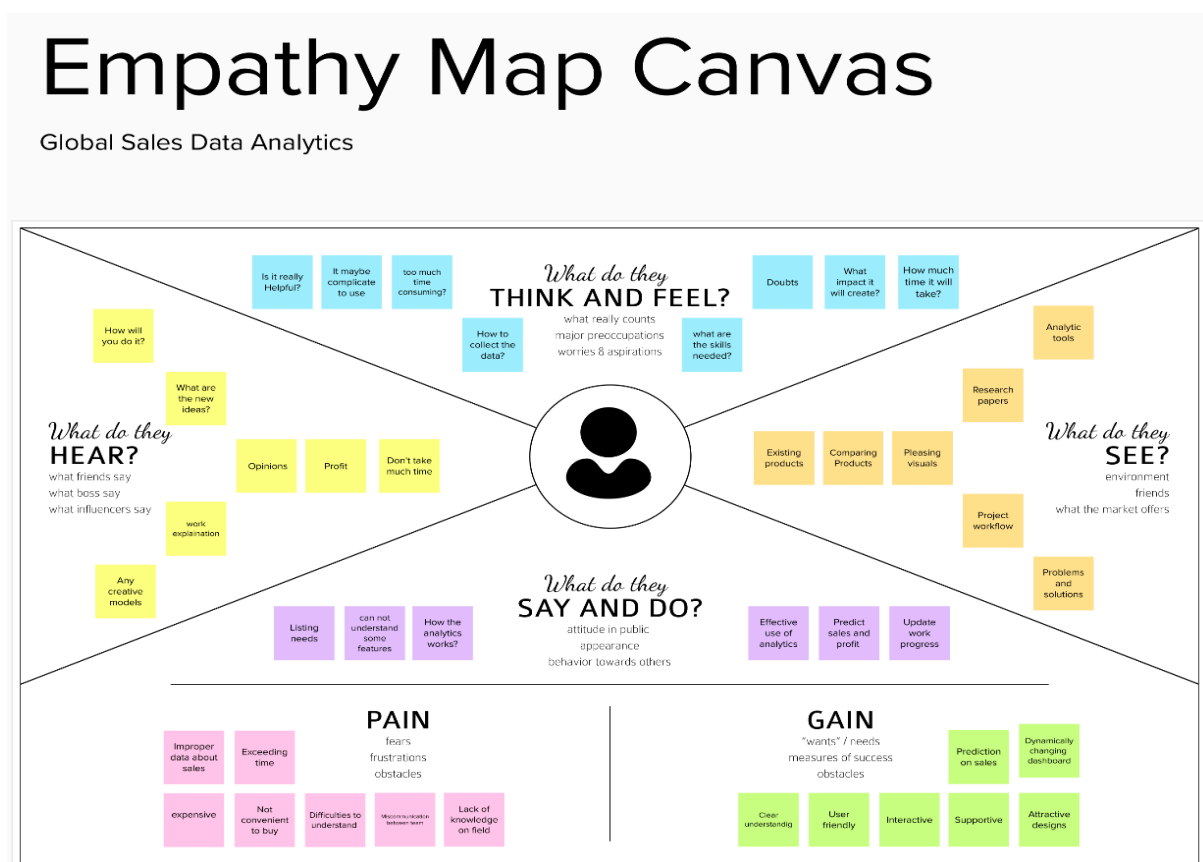 Empathy Map Canvas
Global Sales Data Analytics
What do they
THINK AND FEEL?
what really counts
major preoccupations
worries & aspirations
Is it really
Helpful?
It maybe
complicate
to use
too much
time
consuming?
How to
collect the
data?
what are
the skills
needed?
Doubts
What
impact it
will create?
How much
time it will
take?
What do they
HEAR?
what friends say
what boss say
what influencers say
How will
you do it?
What are
the new
ideas?
Opinions
Profit
Don't take
much time
work
explaination
Any
creative
models
What do they
SEE?
environment
friends
what the market offers
Analytic
tools
Research
papers
Existing
products
Comparing
Products
Pleasing
visuals
Project
workflow
Problems
and
solutions
What do they
SAY AND DO?
attitude in public
appearance
behavior towards others
Listing
needs
can not
understand
some
features
How the
analytics
works?
Effective
use of
analytics
Predict
sales and
profit
Update
work
progress
PAIN
fears
frustrations
obstacles
Improper
data about
sales
Exceeding
time
expensive
Not
convenient
to buy
Difficulties to
understand
Miscommunication
between team
Lack of
knowledge
on field
GAIN
"wants" / needs
measures of success
obstacles
Prediction
on sales
Dynamically
changing
dashboard
Clear
understandig
User
friendly
Interactive
Supportive
Attractive
designs